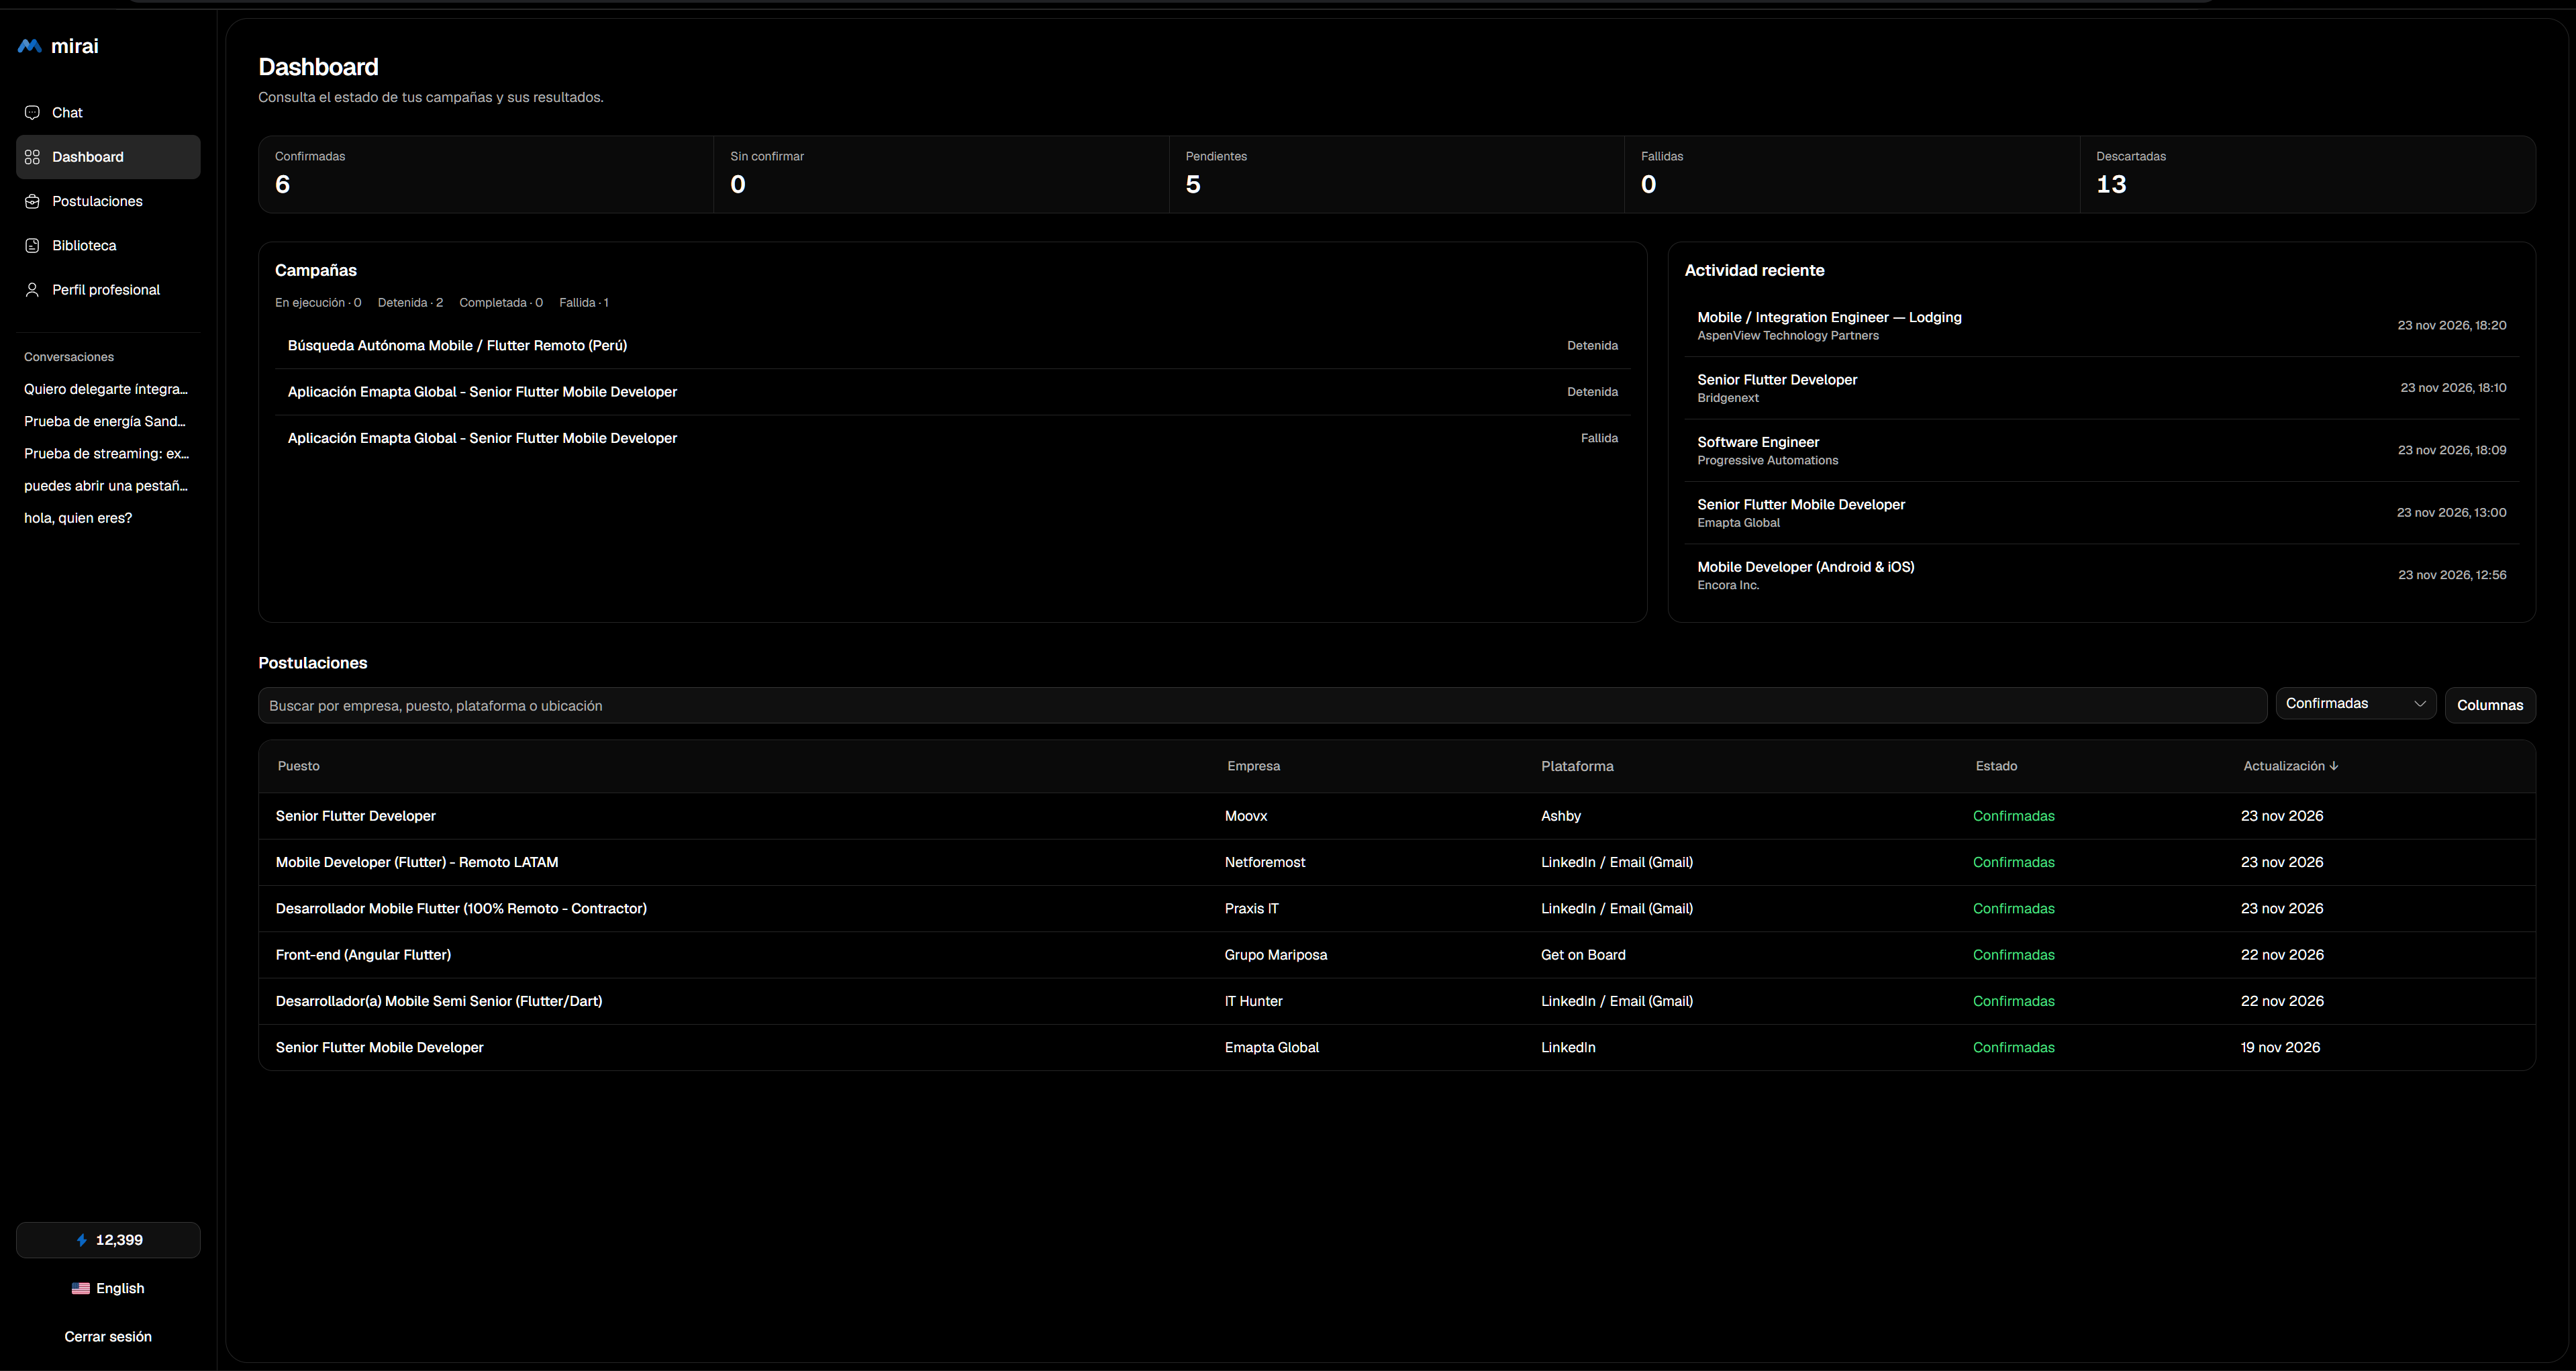 mirai
Chat
Dashboard
Postulaciones
Biblioteca
Perfil profesional
Conversaciones
Quiero delegarte íntegra...
Prueba de energía Sand...
Prueba de streaming: ex...
puedes abrir una pestañ...
hola, quien eres?
12,399
English
Cerrar sesión
Dashboard
Consulta el estado de tus campañas y sus resultados.
Confirmadas
6
Sin confirmar
0
Pendientes
5
Fallidas
0
Descartadas
13
Campañas
En ejecución · 0 Detenida · 2 Completada · 0 Fallida · 1
Búsqueda Autónoma Mobile / Flutter Remoto (Perú) Detenida
Aplicación Emapta Global - Senior Flutter Mobile Developer Detenida
Aplicación Emapta Global - Senior Flutter Mobile Developer Fallida
Actividad reciente
Mobile / Integration Engineer — Lodging
AspenView Technology Partners
23 nov 2026, 18:20
Senior Flutter Developer
Bridgenext
23 nov 2026, 18:10
Software Engineer
Progressive Automations
23 nov 2026, 18:09
Senior Flutter Mobile Developer
Emapta Global
23 nov 2026, 13:00
Mobile Developer (Android & iOS)
Encora Inc.
23 nov 2026, 12:56
Postulaciones
Buscar por empresa, puesto, plataforma o ubicación Confirmadas Columnas
Puesto Empresa Plataforma Estado Actualización ↓
Senior Flutter Developer Moovx Ashby Confirmadas 23 nov 2026
Mobile Developer (Flutter) - Remoto LATAM Netforemost LinkedIn / Email (Gmail) Confirmadas 23 nov 2026
Desarrollador Mobile Flutter (100% Remoto - Contractor) Praxis IT LinkedIn / Email (Gmail) Confirmadas 23 nov 2026
Front-end (Angular Flutter) Grupo Mariposa Get on Board Confirmadas 22 nov 2026
Desarrollador(a) Mobile Semi Senior (Flutter/Dart) IT Hunter LinkedIn / Email (Gmail) Confirmadas 22 nov 2026
Senior Flutter Mobile Developer Emapta Global LinkedIn Confirmadas 19 nov 2026